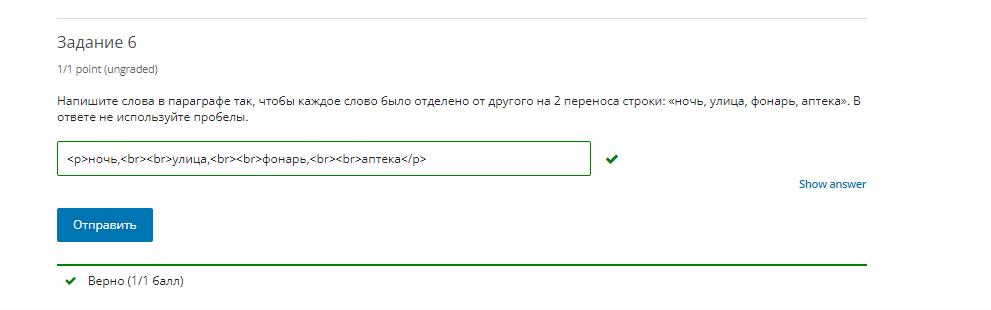 Задание 6
1/1 point (ungraded)
Напишите слова в параграфе так, чтобы каждое слово было отделено от другого на 2 переноса строки: «ночь, улица, фонарь, аптека». В
ответе не используйте пробелы.
<p>ночь,<br><br>улица,<br><br>фонарь,<br><br>аптека</p>
Show answer
Отправить
Верно (1/1 балл)